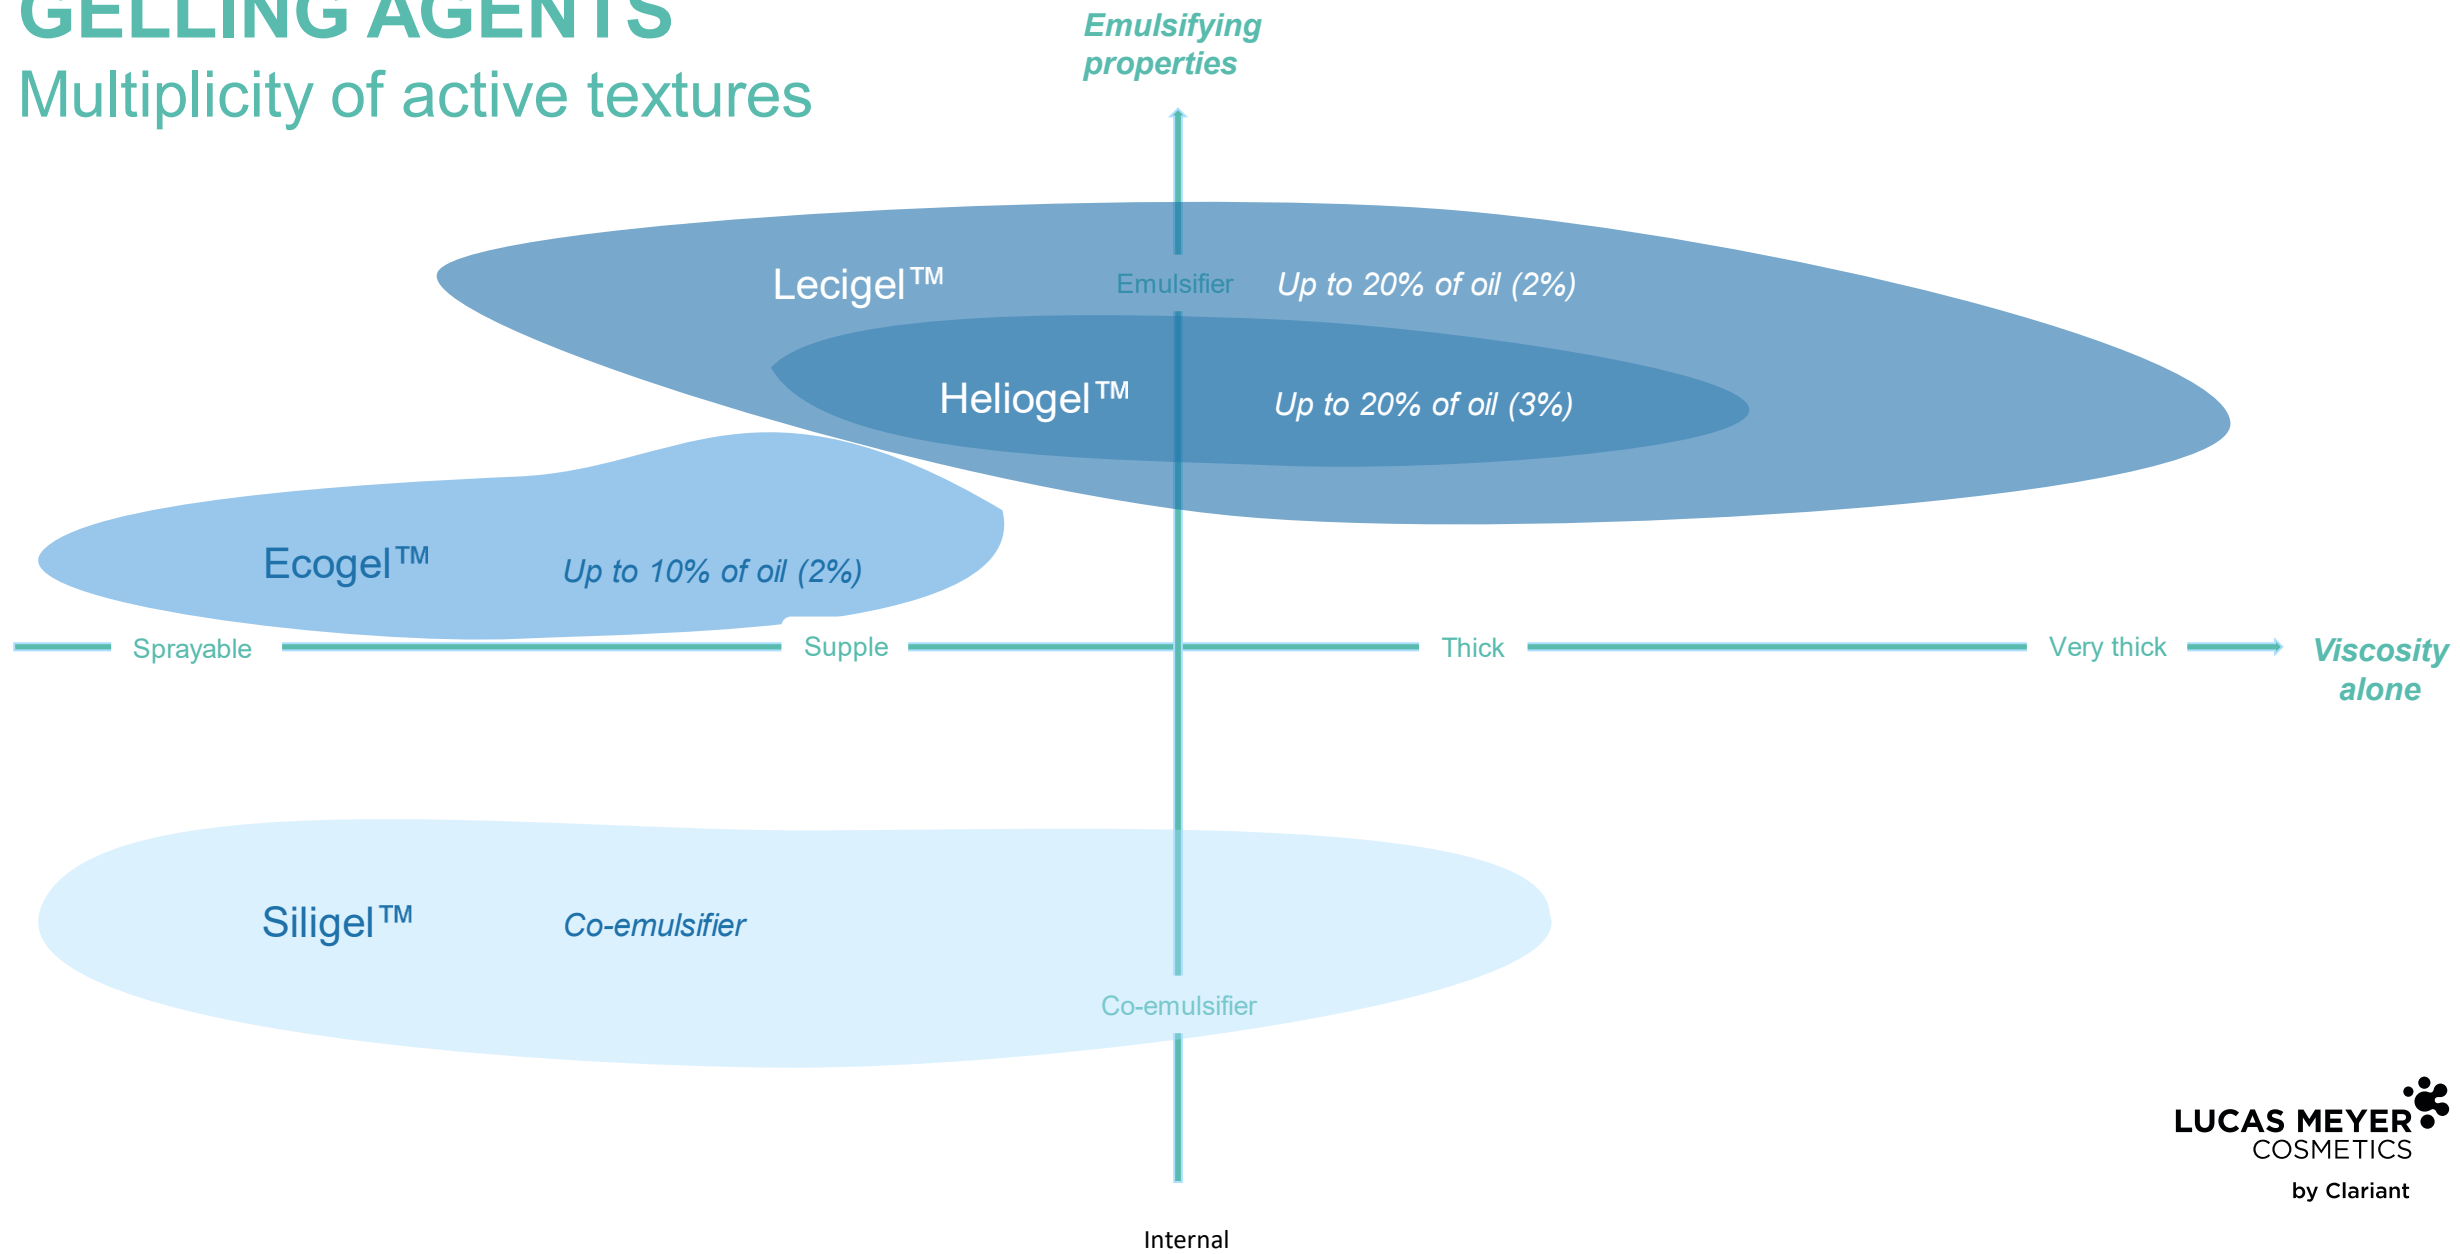 GELLING AGENTS
Multiplicity of active textures
Emulsifying
properties
Lecigel™
Emulsifier
Up to 20% of oil (2%)
Heliogel™
Up to 20% of oil (3%)
Ecogel™
Up to 10% of oil (2%)
Sprayable
Supple
Thick
Very thick
Viscosity
alone
Siligel™
Co-emulsifier
Co-emulsifier
LUCAS MEYER
COSMETICS
by Clariant
Internal